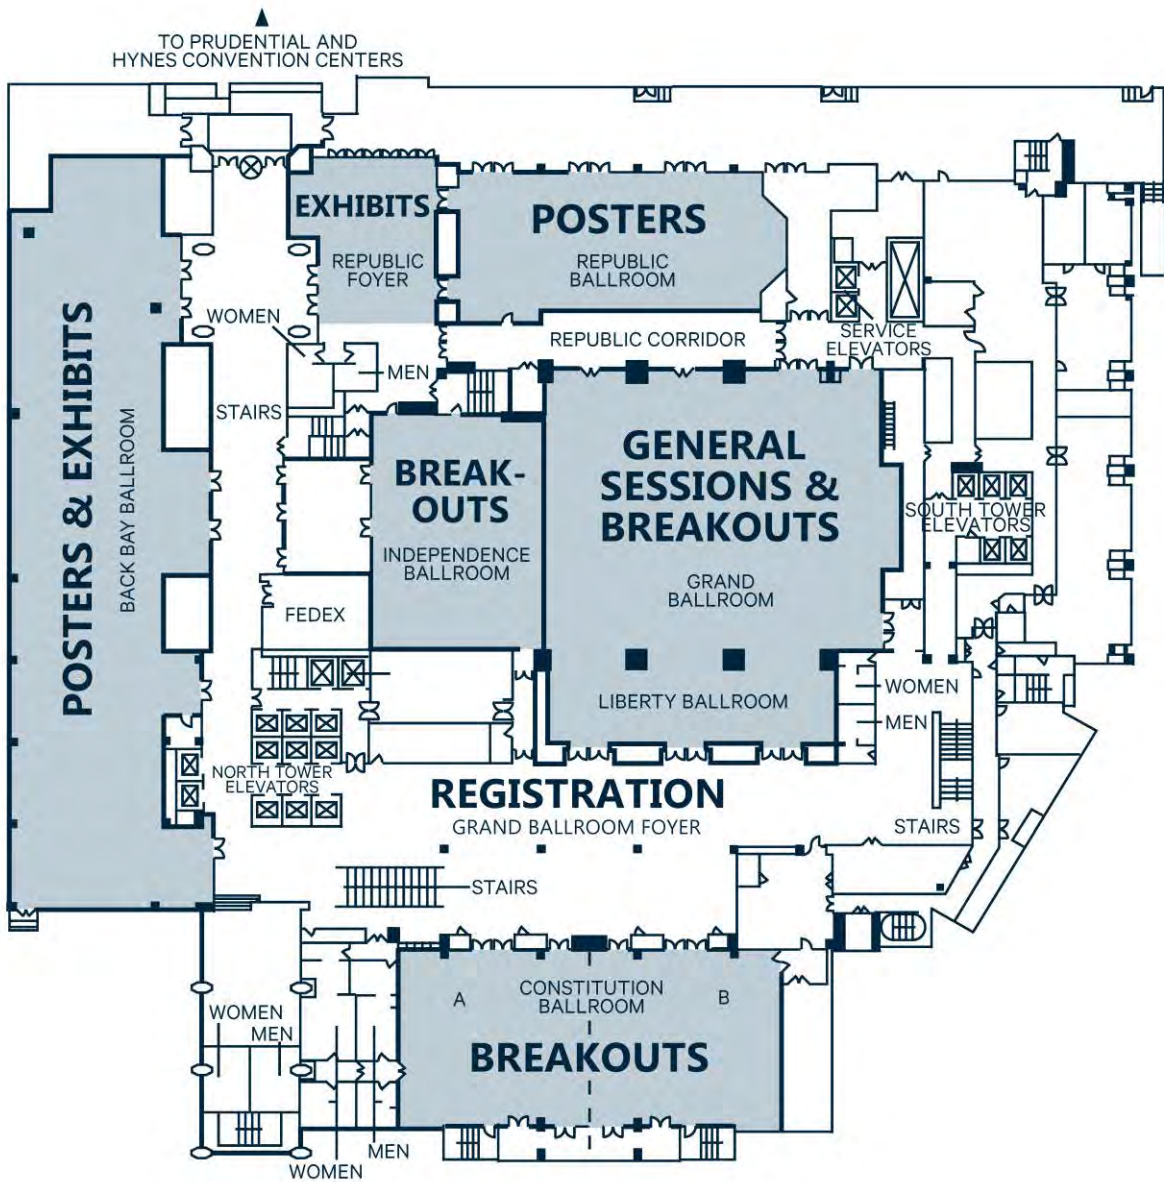 TO PRUDENTIAL AND
HYNES CONVENTION CENTERS
EXHIBITS
REPUBLIC
FOYER
POSTERS
REPUBLIC
BALLROOM
WOMEN
MEN
STAIRS
REPUBLIC CORRIDOR
SERVICE
ELEVATORS
POSTERS & EXHIBITS
BACK BAY BALLROOM
BREAK-
OUTS
INDEPENDENCE
BALLROOM
GENERAL
SESSIONS &
BREAKOUTS
GRAND
BALLROOM
SOUTH TOWER
ELEVATORS
FEDEX
LIBERTY BALLROOM
WOMEN
MEN
NORTH TOWER
ELEVATORS
REGISTRATION
GRAND BALLROOM FOYER
STAIRS
STAIRS
A
CONSTITUTION
BALLROOM
B
BREAKOUTS
WOMEN
MEN
MEN
WOMEN